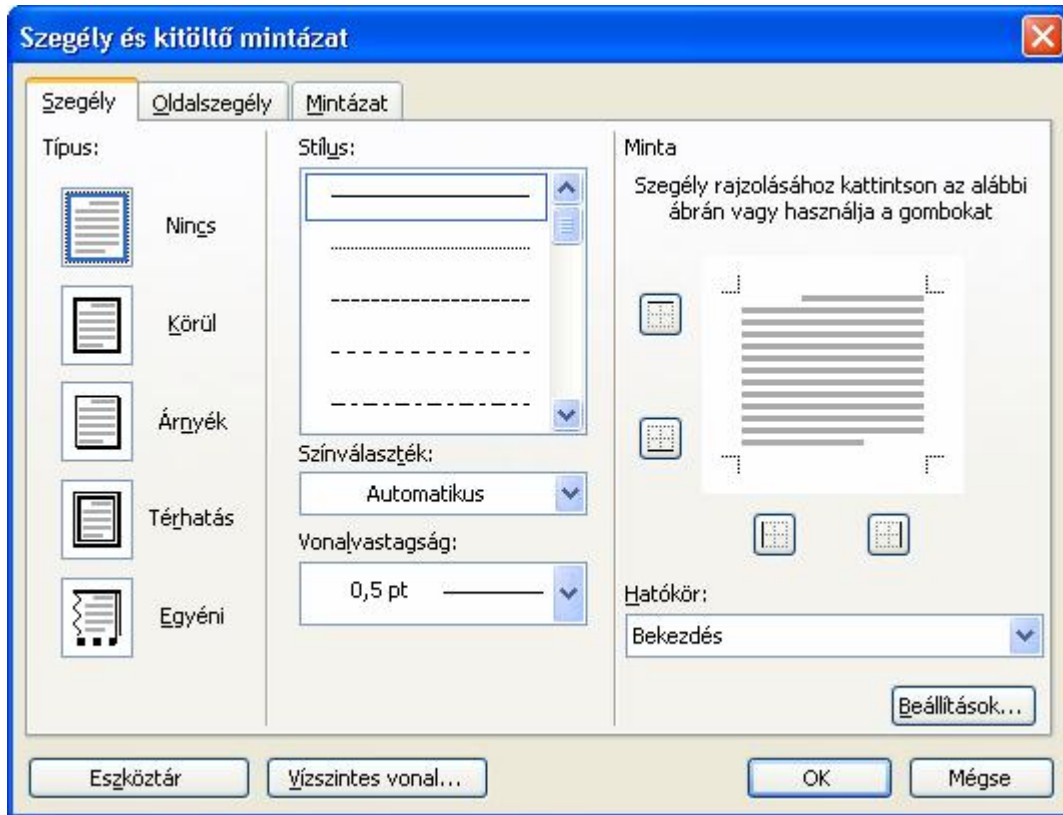 Szegély és kitöltő mintázat
Szegély
Oldalszegély
Mintázat
Típus:
Nincs
Körül
Árnyék
Térhatás
Egyéni
Stílus:
Színválaszték:
Automatikus
Vonalvastagság:
0,5 pt
Minta
Szegély rajzolásához kattintson az alábbi
ábrán vagy használja a gombokat
Hatókör:
Bekezdés
Beállítások...
Eszköztár
Vízszintes vonal...
OK
Mégse